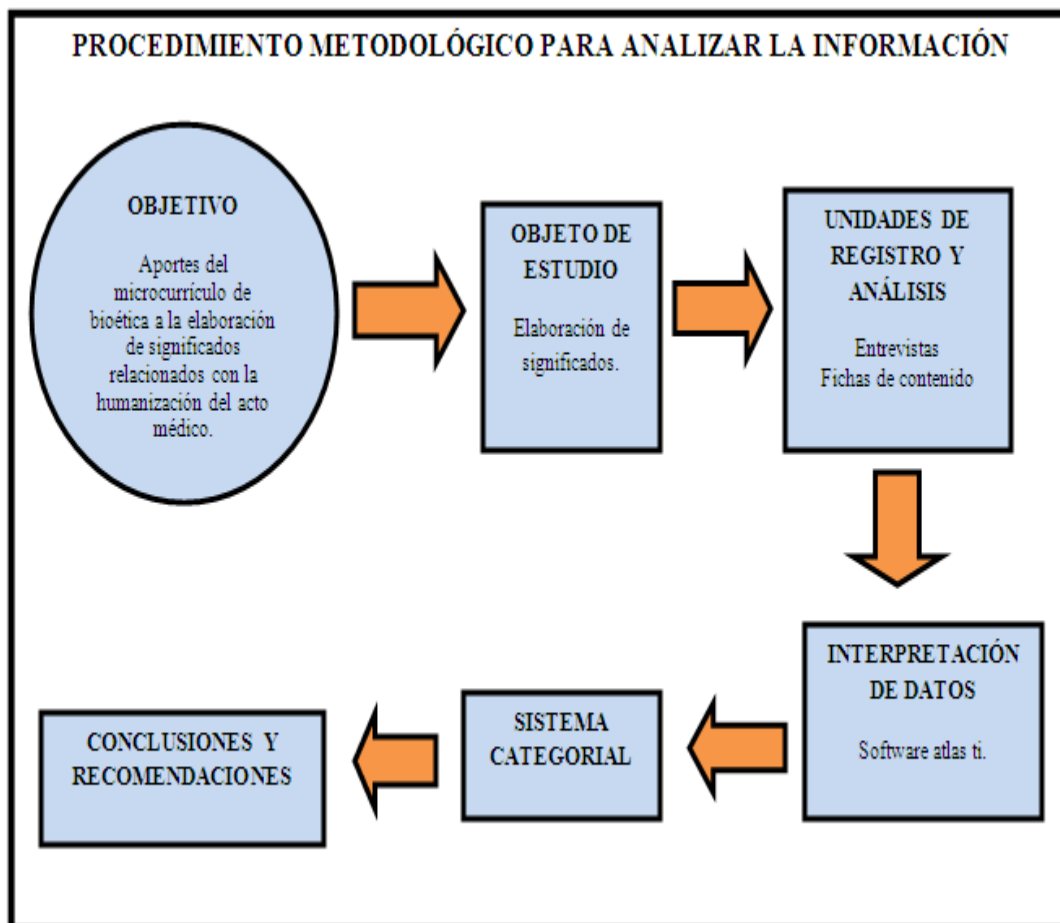 PROCEDIMIENTO METODOLÓGICO PARA ANALIZAR LA INFORMACIÓN
OBJETIVO
Aportes del
microcurrículo de
bioética a la elaboración
de significados
relacionados con la
humanización del acto
médico.
OBJETO DE
ESTUDIO
Elaboración de
significados.
UNIDADES DE
REGISTRO Y
ANÁLISIS
Entrevistas
Fichas de contenido
INTERPRETACIÓN
DE DATOS
Software atlas ti.
SISTEMA
CATEGORIAL
CONCLUSIONES Y
RECOMENDACIONES